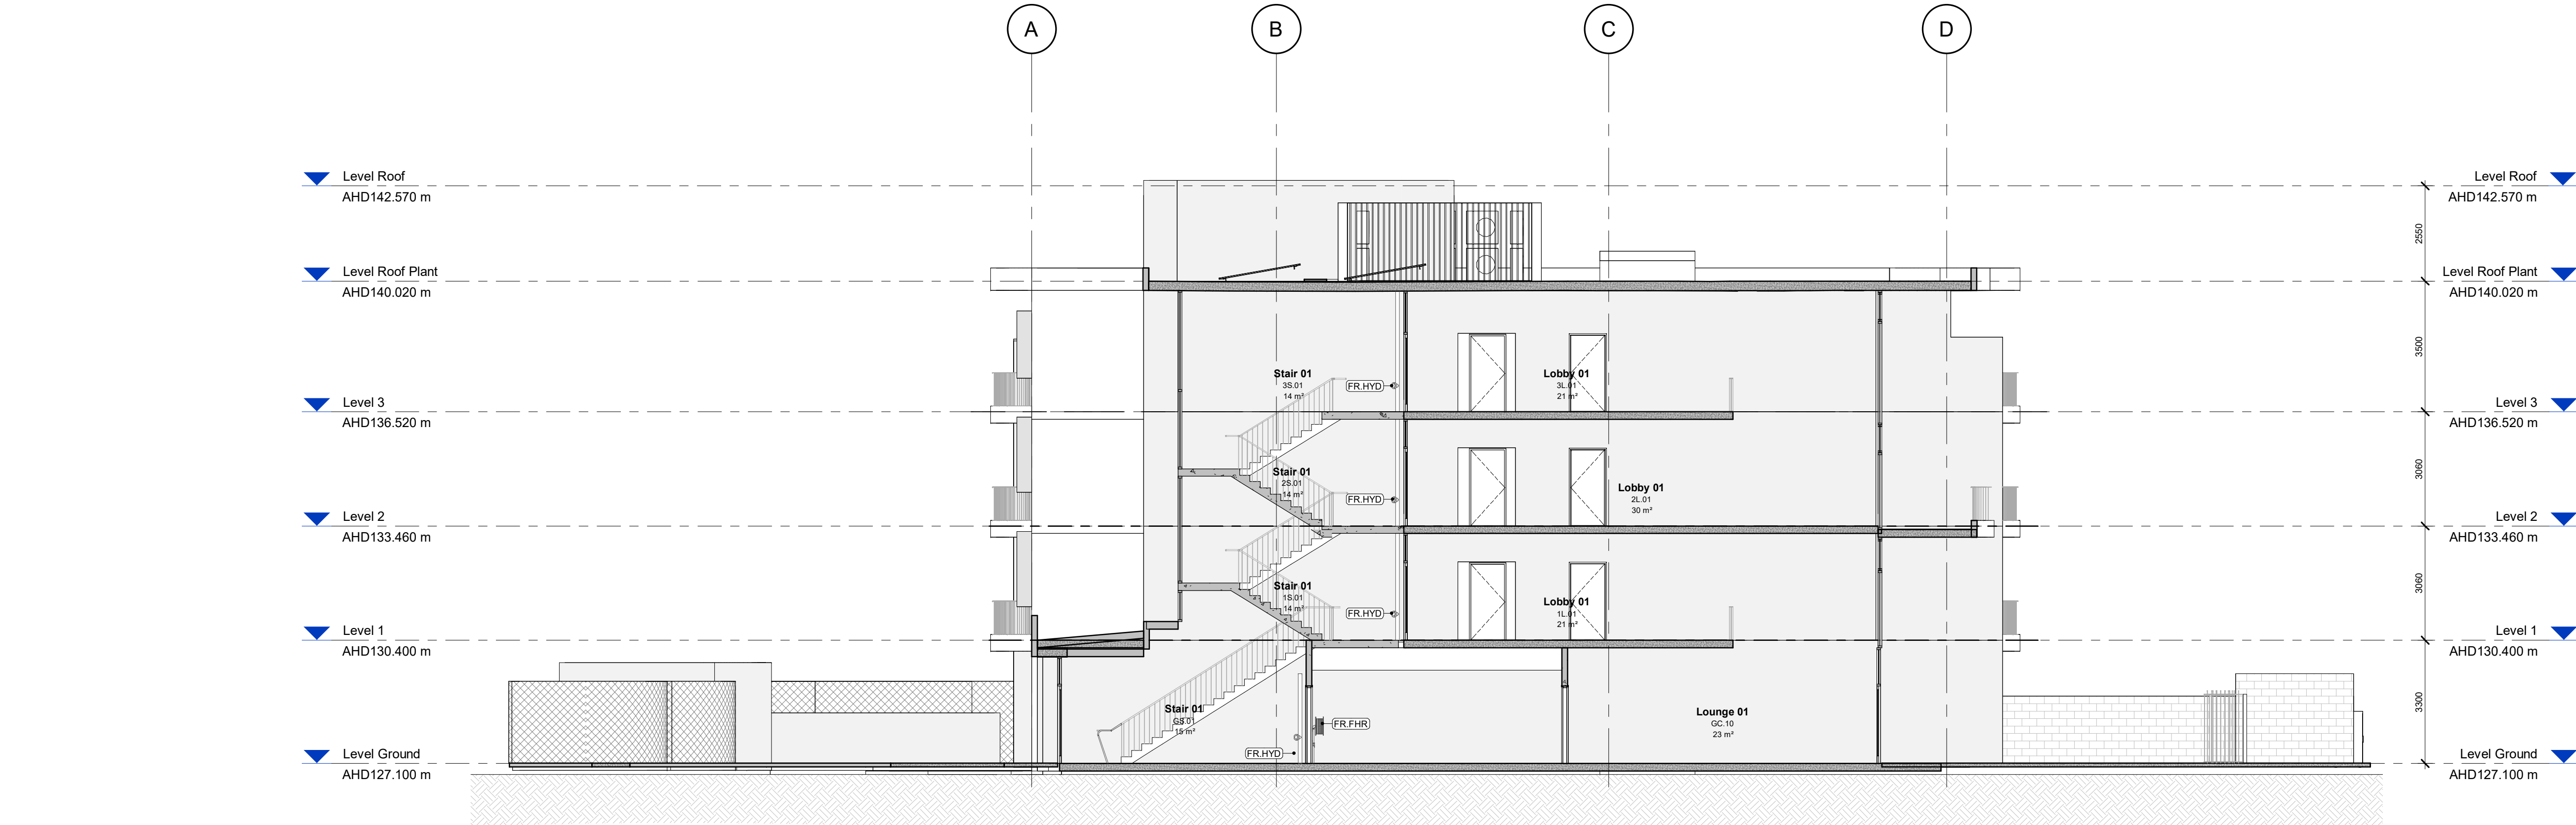 A
B
C
D
Level Roof
AHD142.570 m
Level Roof
AHD142.570 m
2550
Level Roof Plant
AHD140.020 m
Level Roof Plant
AHD140.020 m
3500
Stair 01
3S.01
14 m²
FR.HYD
Lobby 01
3L.01
21 m²
Level 3
AHD136.520 m
Level 3
AHD136.520 m
3060
Stair 01
2S.01
14 m²
FR.HYD
Lobby 01
2L.01
30 m²
Level 2
AHD133.460 m
Level 2
AHD133.460 m
3060
Stair 01
1S.01
14 m²
FR.HYD
Lobby 01
1L.01
21 m²
Level 1
AHD130.400 m
Level 1
AHD130.400 m
3300
Stair 01
GS.01
15 m²
FR.FHR
FR.HYD
Lounge 01
GC.10
23 m²
Level Ground
AHD127.100 m
Level Ground
AHD127.100 m